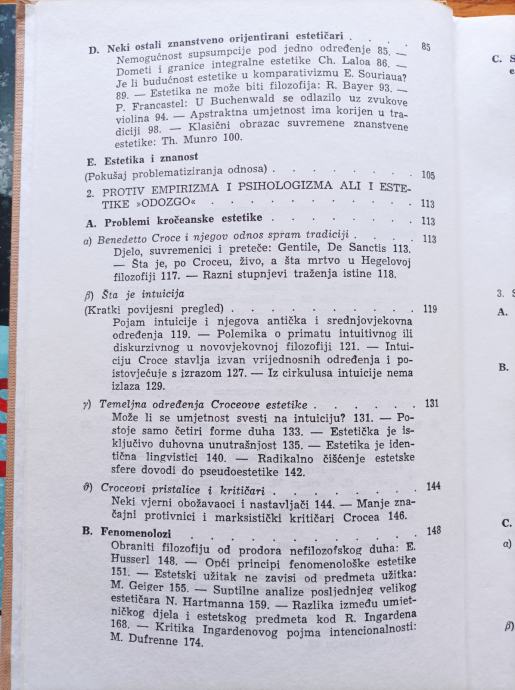 D. Neki ostali znanstveno orijentirani estetičari . . . . 85
Nemogućnost supsumpcije pod jedno određenje 85. —
Dometi i granice integralne estetike Ch. Laloa 86. —
Je li budućnost estetike u komparativizmu E. Souriaua?
89. — Estetika ne može biti filozofija: R. Bayer 93. —
P. Francastel: U Buchenwald se odlazilo uz zvukove
violina 94. — Apstraktna umjetnost ima korijen u tra-
diciji 98. — Klasični obrazac suvremene znanstvene
estetike: Th. Munro 100.
E. Estetika i znanost
(Pokušaj problematiziranja odnosa) . . . . . . . 105
2. PROTIV EMPIRIZMA I PSIHOLOGIZMA ALI I ESTE-
TIKE »ODOZGO« . . . . . . . . . . 113
A. Problemi kročeanske estetike . . . . . . . . 113
α) Benedetto Croce i njegov odnos spram tradiciji . . . . 113
Djelo, suvremenici i preteče: Gentile, De Sanctis 113.
— Šta je, po Croceu, živo, a šta mrtvo u Hegelovoj
filozofiji 117. — Razni stupnjevi traženja istine 118.
β) Šta je intuicija
(Kratki povijesni pregled) . . . . . . . . . 119
Pojam intuicije i njegova antička i srednjovjekovna
određenja 119. — Polemika o primatu intuitivnog ili
diskurzivnog u novovjekovnoj filozofiji 121. — Intui-
ciju Croce stavlja izvan vrijednosnih određenja i po-
istovjećuje s izrazom 127. — Iz cirkulusa intuicije nema
izlaza 129.
γ) Temeljna određenja Croceove estetike . . . . . . 131
Može li se umjetnost svesti na intuiciju? 131. — Po-
stoje samo četiri forme duha 133. — Estetička je is-
ključivo duhovna unutrašnjost 135. — Estetika je iden-
tična lingvistici 140. — Radikalno čišćenje estetske
sfere dovodi do pseudoestetike 142.
ϑ) Croceovi pristalice i kritičari . . . . . . . . 144
Neki vjerni obožavaoci i nastavljači 144. — Manje zna-
čajni protivnici i marksistički kritičari Crocea 146.
B. Fenomenolozi . . . . . . . . . . . . 148
Obraniti filozofiju od prodora nefilozofskog duha: E.
Husserl 148. — Opći principi fenomenološke estetike
151. — Estetski užitak ne zavisi od predmeta užitka:
M. Geiger 155. — Suptilne analize posljednjeg velikog
estetičara N. Hartmanna 159. — Razlika između umjet-
ničkog djela i estetskog predmeta kod R. Ingardena
168. — Kritika Ingardenovog pojma intencionalnosti:
M. Dufrenne 174.
C. S
e
3. S
A.
B.
C.
α)
β)